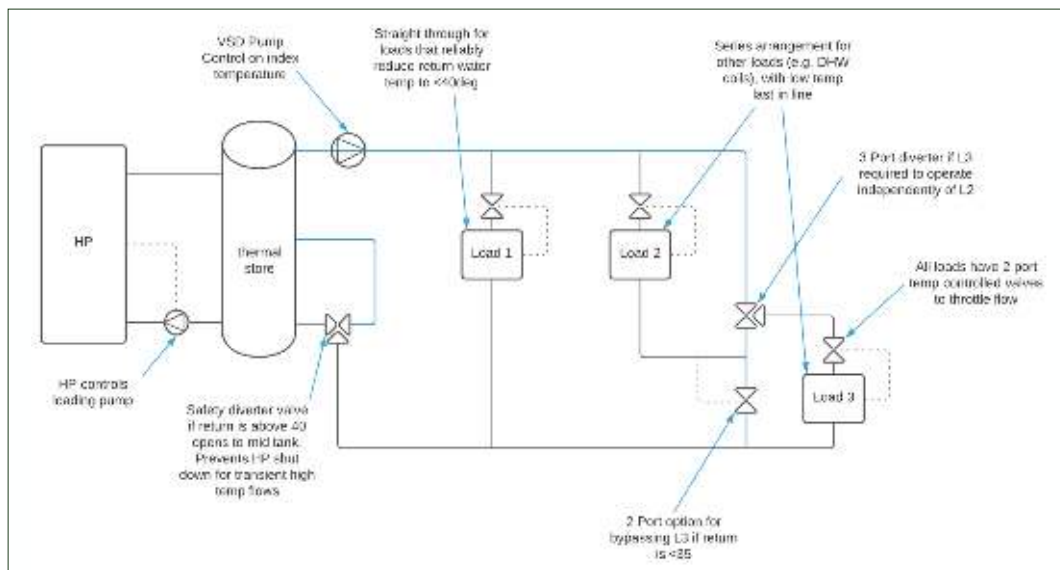 VSD Pump
Control on index
temperature
Straight through for
loads that reliably
reduce return water
temp to <40deg
Series arrangement for
other loads (e.g. DHW
coils), with low temp
last in line
3 Port diverter if L3
required to operate
independently of L2
HP
thermal
store
Load 1
Load 2
All loads have 2 port
temp controlled valves
to throttle flow
Load 3
HP controls
loading pump
Safety diverter valve
if return is above 40
opens to mid tank.
Prevents HP shut
down for transient high
temp flows
2 Port option for
bypassing L3 if return
is <35